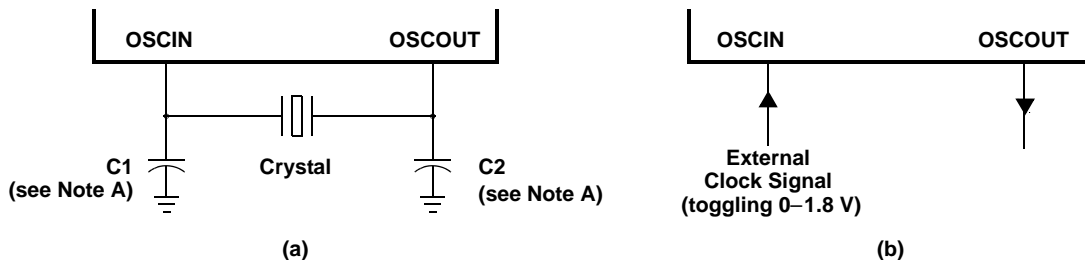 OSCIN
OSCOUT
C1
(see Note A)
Crystal
C2
(see Note A)
(a)
OSCIN
OSCOUT
External
Clock Signal
(toggling 0–1.8 V)
(b)